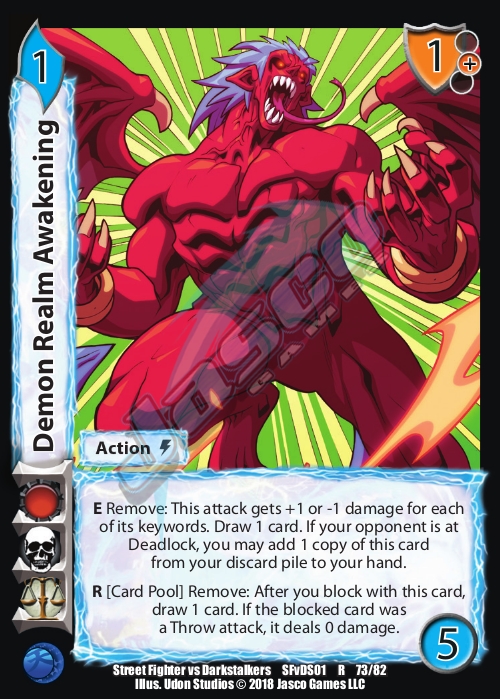 1
1
+
Demon Realm Awakening
Jasco
GAMES
Action
E Remove: This attack gets +1 or -1 damage for each
of its keywords. Draw 1 card. If your opponent is at
Deadlock, you may add 1 copy of this card
from your discard pile to your hand.
R [Card Pool] Remove: After you block with this card,
draw 1 card. If the blocked card was
a Throw attack, it deals 0 damage.
5
Street Fighter vs Darkstalkers SFvDS01 R 73/82
Illus. Udon Studios © 2018 Jasco Games LLC